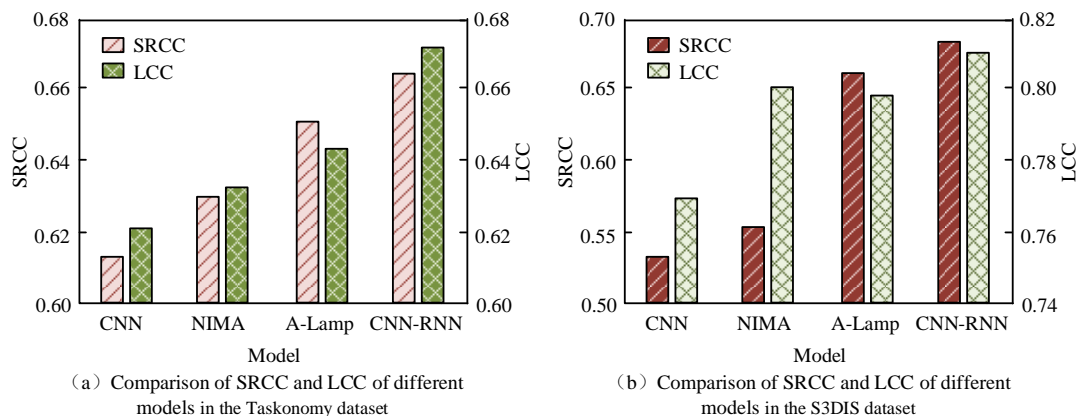 0.68
0.66
0.64
0.62
0.60
SRCC
SRCC
LCC
0.68
0.66
0.64
0.62
0.60
LCC
CNN NIMA A-Lamp CNN-RNN
Model
（a）Comparison of SRCC and LCC of different
models in the Taskonomy dataset
0.70
0.65
0.60
0.55
0.50
SRCC
SRCC
LCC
0.82
0.80
0.78
0.76
0.74
LCC
CNN NIMA A-Lamp CNN-RNN
Model
（b）Comparison of SRCC and LCC of different
models in the S3DIS dataset